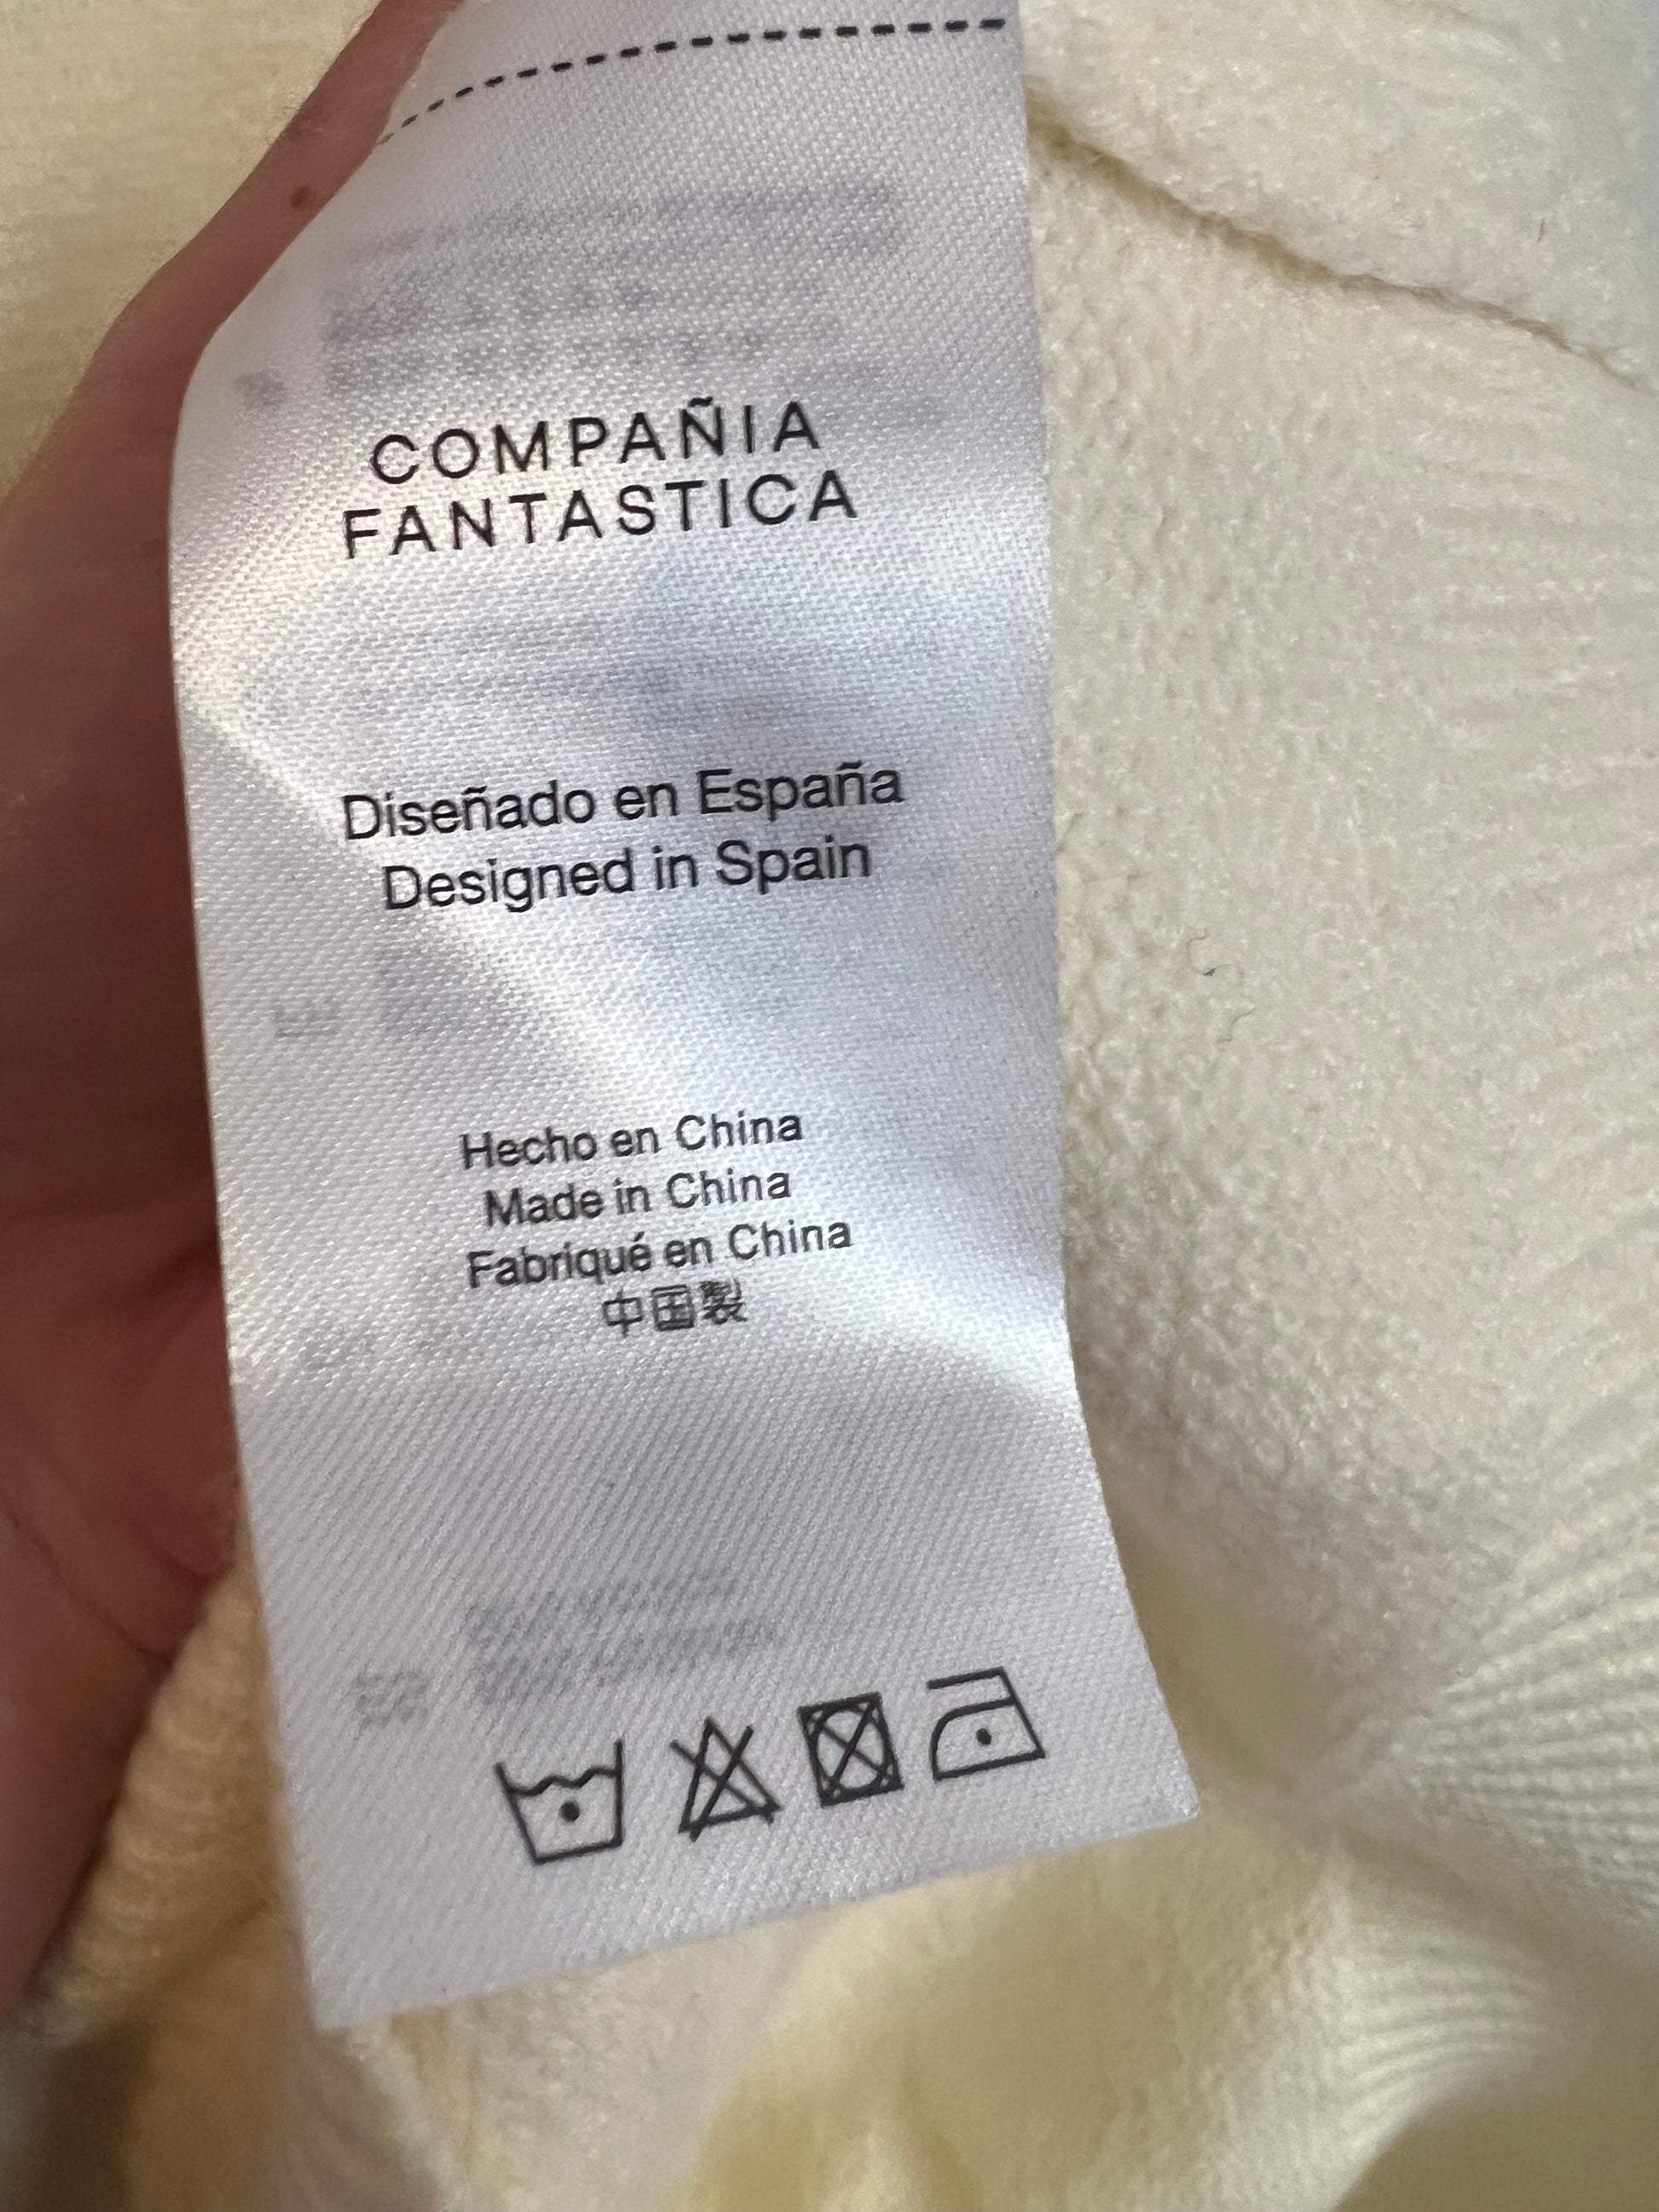 COMPAÑIA
FANTASTICA
Diseñado en España
Designed in Spain
Hecho en China
Made in China
Fabriqué en China
中国製